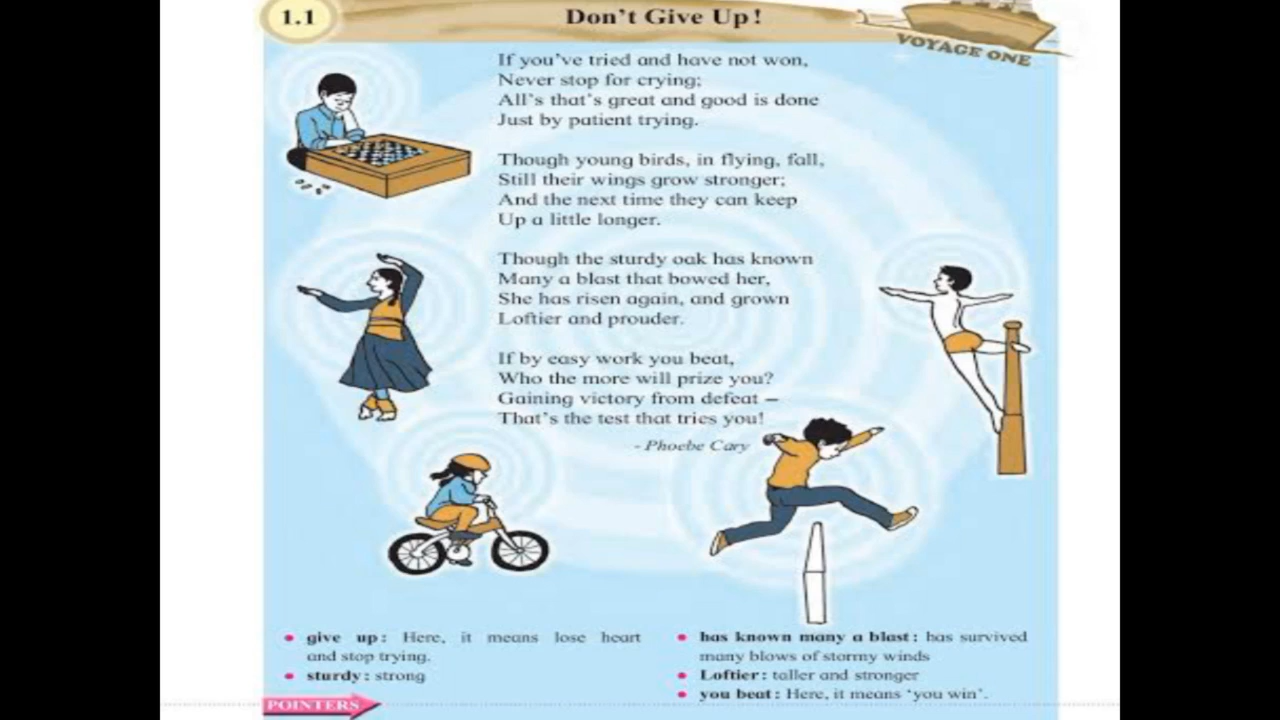 1.1
Don't Give Up!
VOYAGE ONE
If you've tried and have not won,
Never stop for crying;
All's that's great and good is done
Just by patient trying.
Though young birds, in flying, fall,
Still their wings grow stronger;
And the next time they can keep
Up a little longer.
Though the sturdy oak has known
Many a blast that bowed her,
She has risen again, and grown
Loftier and prouder.
If by easy work you beat,
Who the more will prize you?
Gaining victory from defeat –
That's the test that tries you!
- Phoebe Cary
• give up: Here, it means lose heart
and stop trying.
• sturdy: strong
• has known many a blast: has survived
many blows of stormy winds
• Loftier: taller and stronger
• you beat: Here, it means 'you win'.
POINTERS